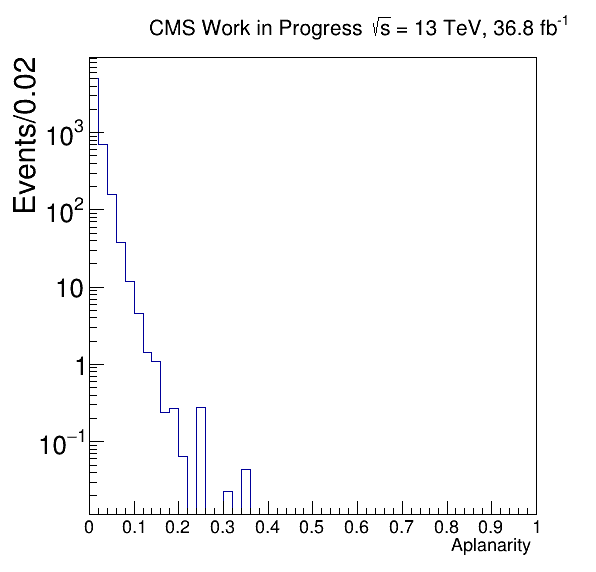 CMS Work in Progress √s = 13 TeV, 36.8 fb⁻¹
Events/0.02
10³
10²
10
1
10⁻¹
0 0.1 0.2 0.3 0.4 0.5 0.6 0.7 0.8 0.9 1
Aplanarity